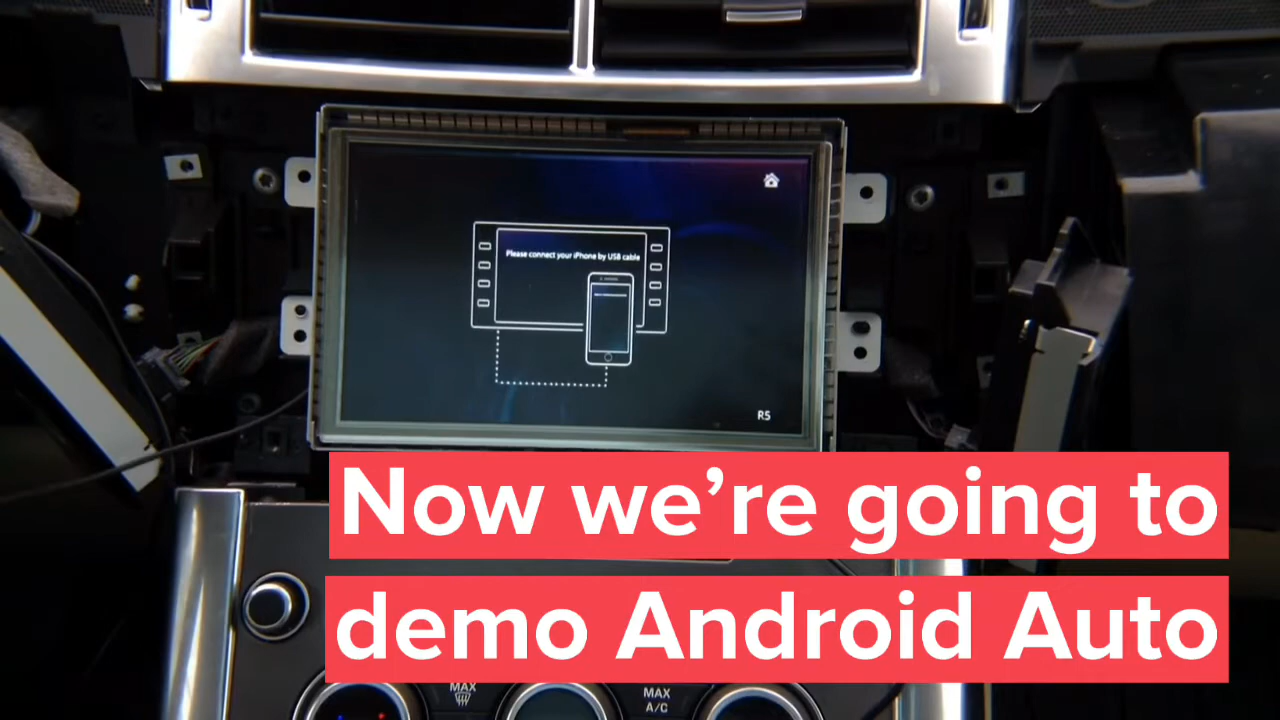 Please connect your iPhone by USB cable
R5
Now we’re going to
demo Android Auto
MAX
MAX
A/C